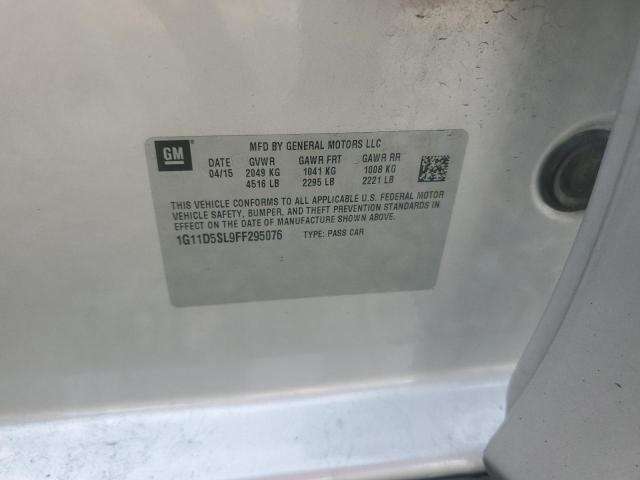 GM
MFD BY GENERAL MOTORS LLC
DATE GVWR GAWR FRT GAWR RR
04/15 2049 KG 1041 KG 1008 KG
4516 LB 2295 LB 2221 LB
THIS VEHICLE CONFORMS TO ALL APPLICABLE U.S. FEDERAL MOTOR
VEHICLE SAFETY, BUMPER, AND THEFT PREVENTION STANDARDS IN
EFFECT ON THE DATE OF MANUFACTURE SHOWN ABOVE.
1G11D5SL9FF295076 TYPE: PASS CAR